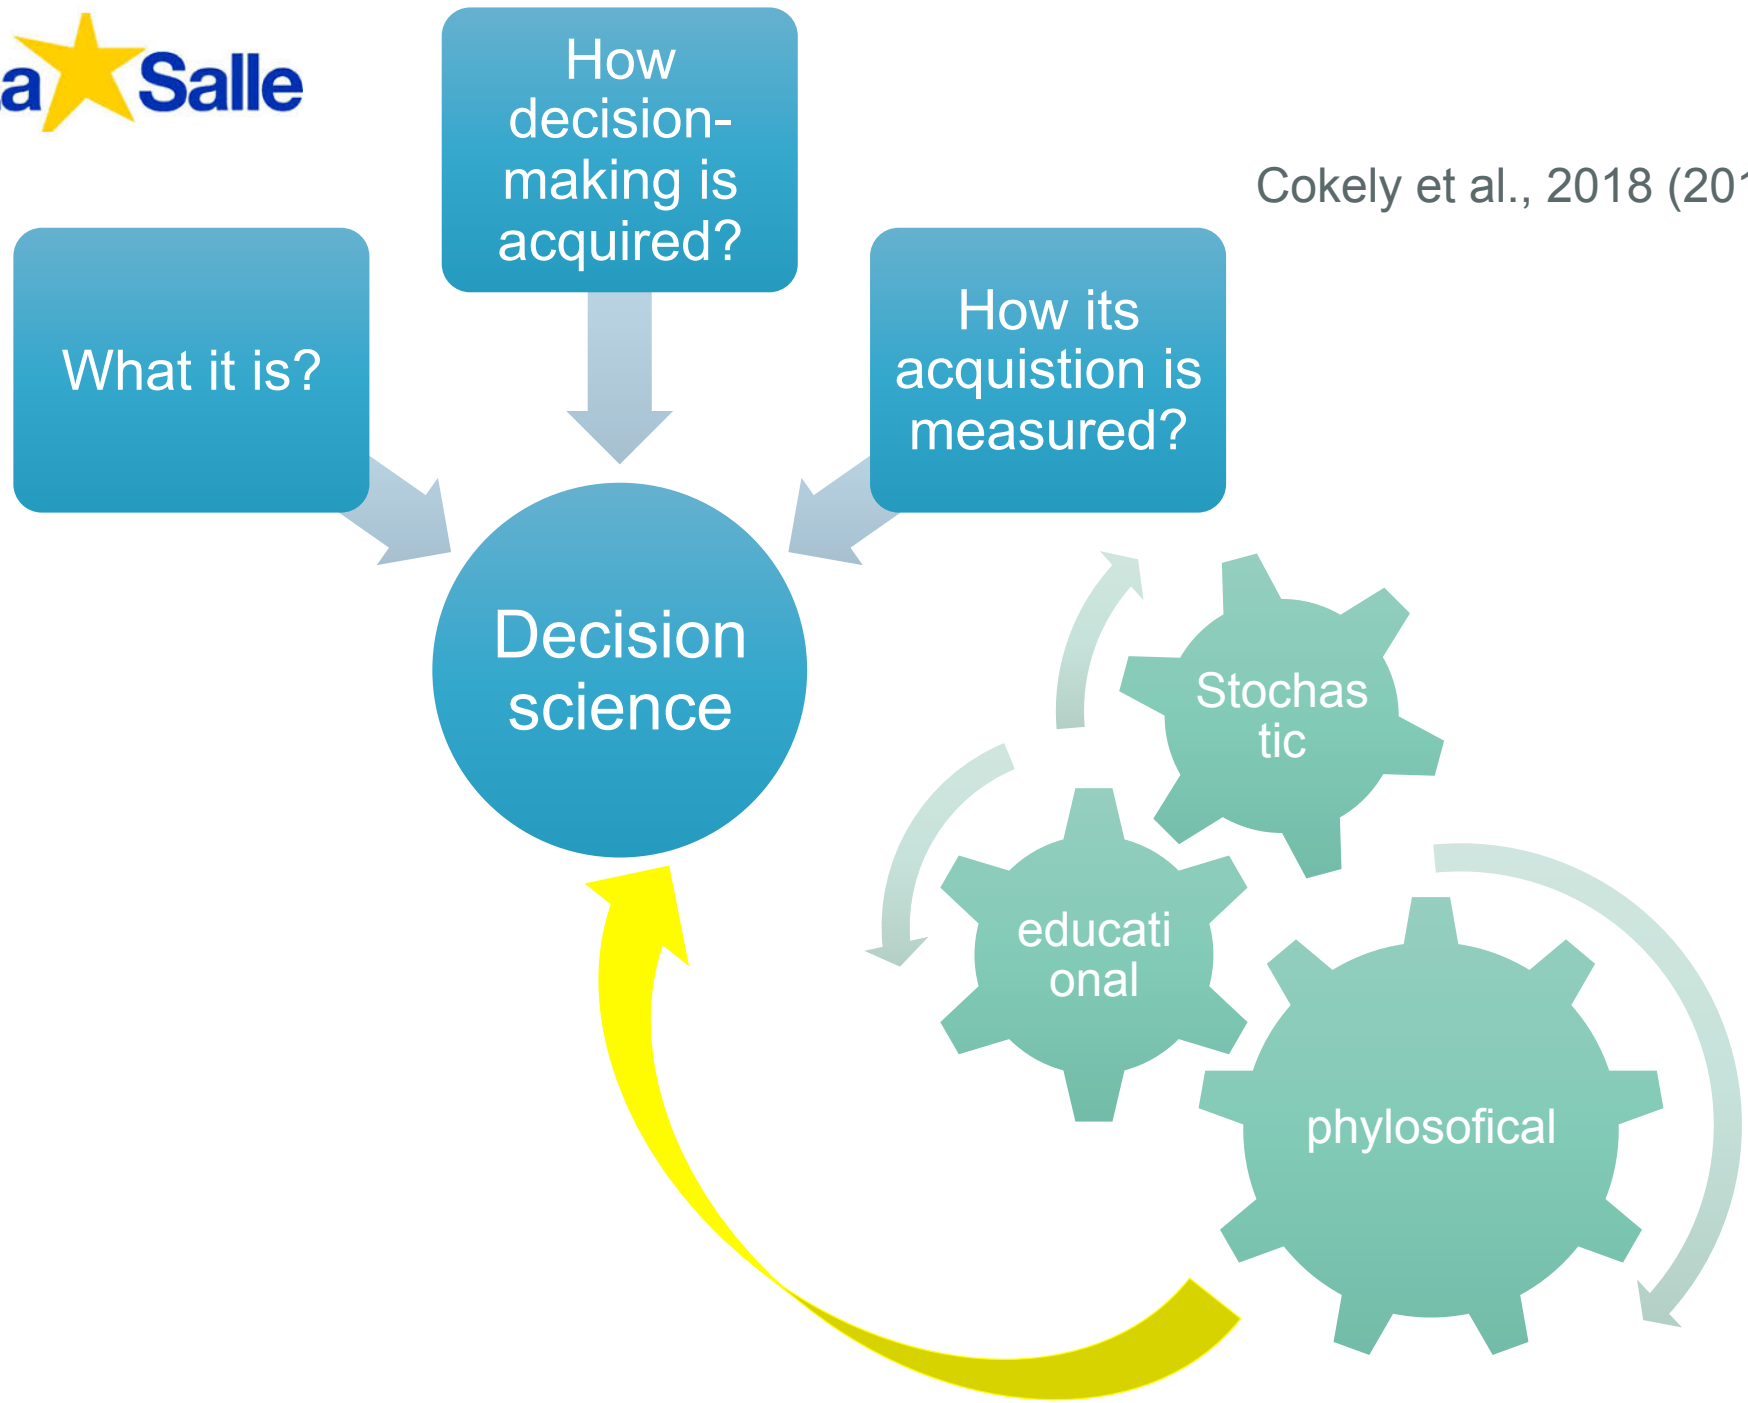 a Salle
How
decision-
making is
acquired?
Cokely et al., 2018 (201
What it is?
How its
acquistion is
measured?
Decision
science
Stochas
tic
educati
onal
phylosofical